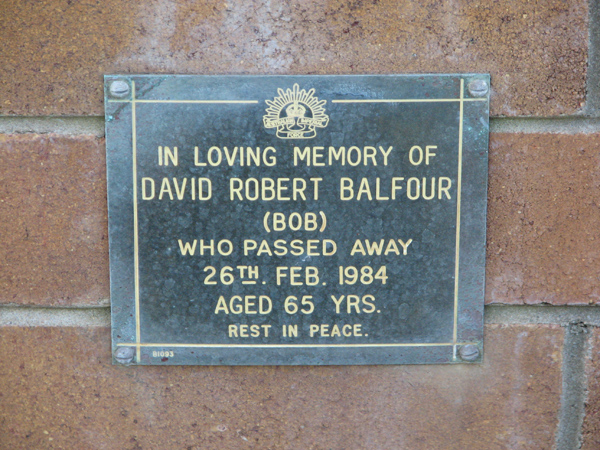 IN LOVING MEMORY OF
DAVID ROBERT BALFOUR
(BOB)
WHO PASSED AWAY
26TH. FEB. 1984
AGED 65 YRS.
REST IN PEACE.